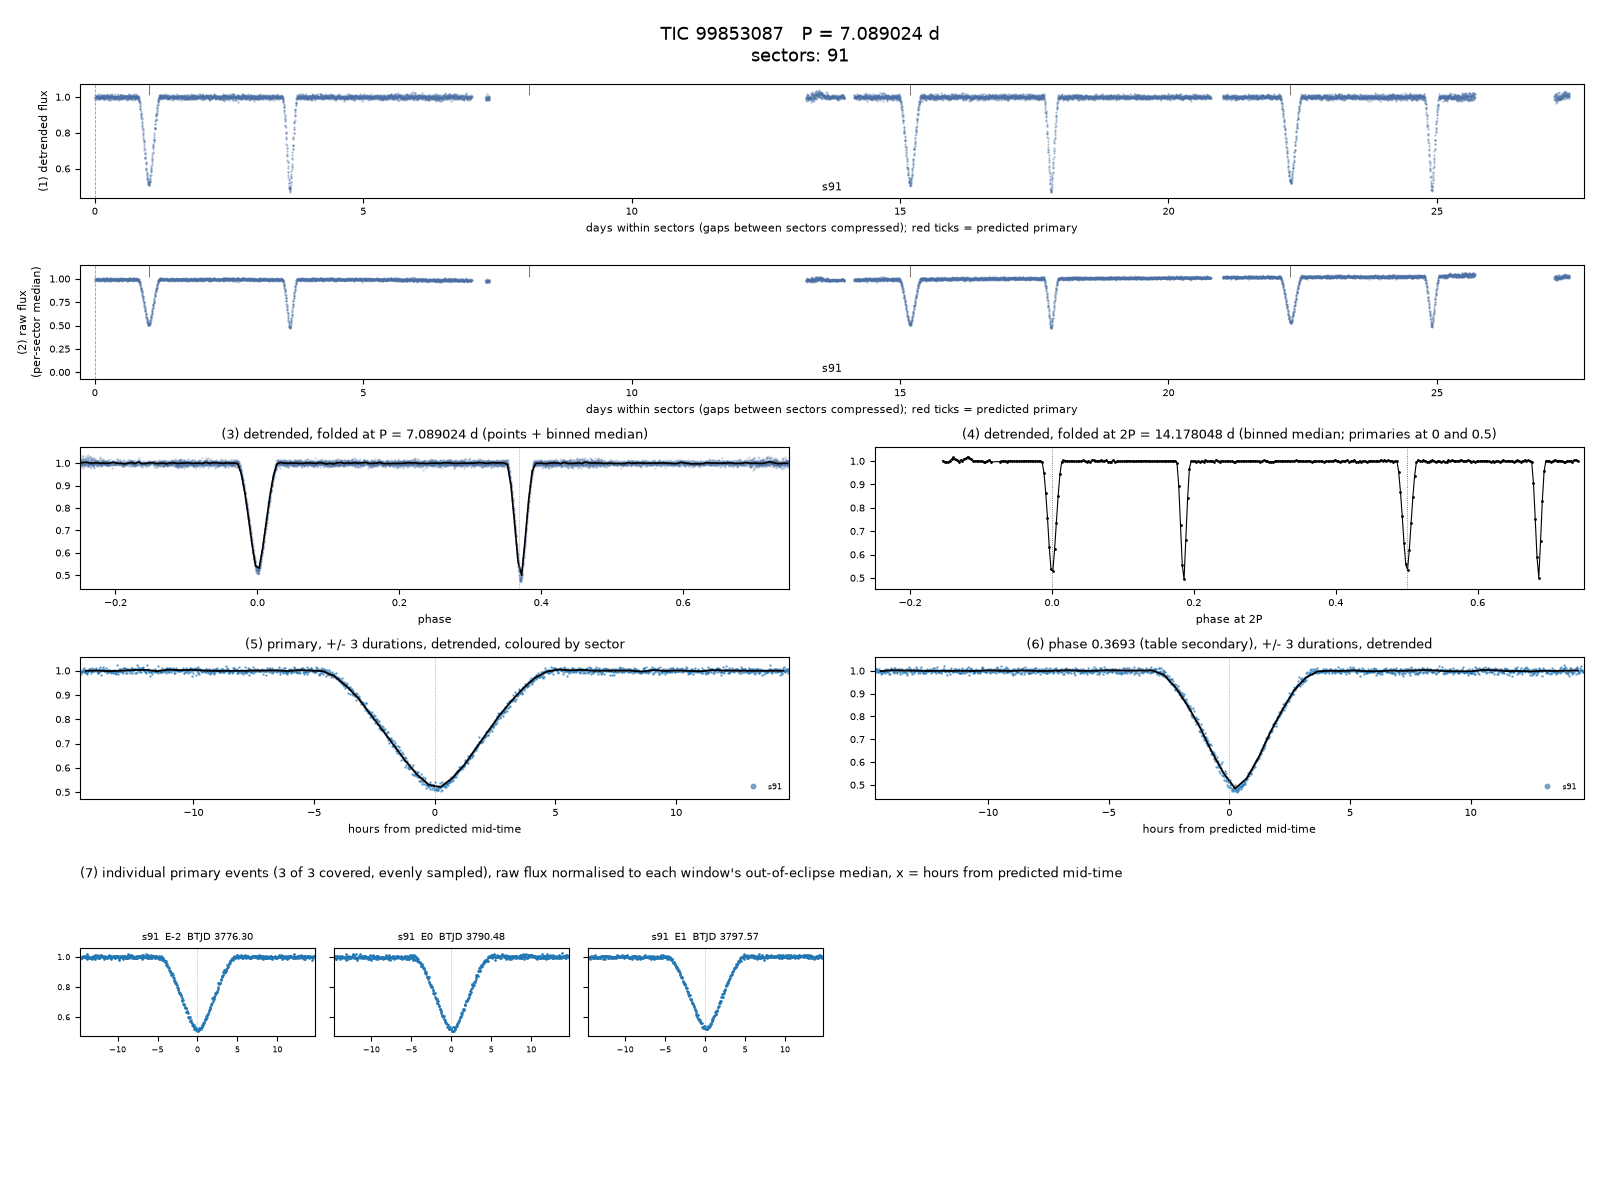 TIC 99853087   P = 7.089024 d
sectors: 91
(1) detrended flux
1.0
0.8
0.6
s91
0 5 10 15 20 25
days within sectors (gaps between sectors compressed); red ticks = predicted primary
(2) raw flux
(per-sector median)
1.00
0.75
0.50
0.25
0.00
s91
0 5 10 15 20 25
days within sectors (gaps between sectors compressed); red ticks = predicted primary
(3) detrended, folded at P = 7.089024 d (points + binned median)
1.0
0.9
0.8
0.7
0.6
0.5
−0.2 0.0 0.2 0.4 0.6
phase
(4) detrended, folded at 2P = 14.178048 d (binned median; primaries at 0 and 0.5)
1.0
0.9
0.8
0.7
0.6
0.5
−0.2 0.0 0.2 0.4 0.6
phase at 2P
(5) primary, +/- 3 durations, detrended, coloured by sector
1.0
0.9
0.8
0.7
0.6
0.5
s91
−10 −5 0 5 10
hours from predicted mid-time
(6) phase 0.3693 (table secondary), +/- 3 durations, detrended
1.0
0.9
0.8
0.7
0.6
0.5
s91
−10 −5 0 5 10
hours from predicted mid-time
(7) individual primary events (3 of 3 covered, evenly sampled), raw flux normalised to each window's out-of-eclipse median, x = hours from predicted mid-time
s91  E-2  BTJD 3776.30
1.0
0.8
0.6
−10 −5 0 5 10
s91  E0  BTJD 3790.48
−10 −5 0 5 10
s91  E1  BTJD 3797.57
−10 −5 0 5 10